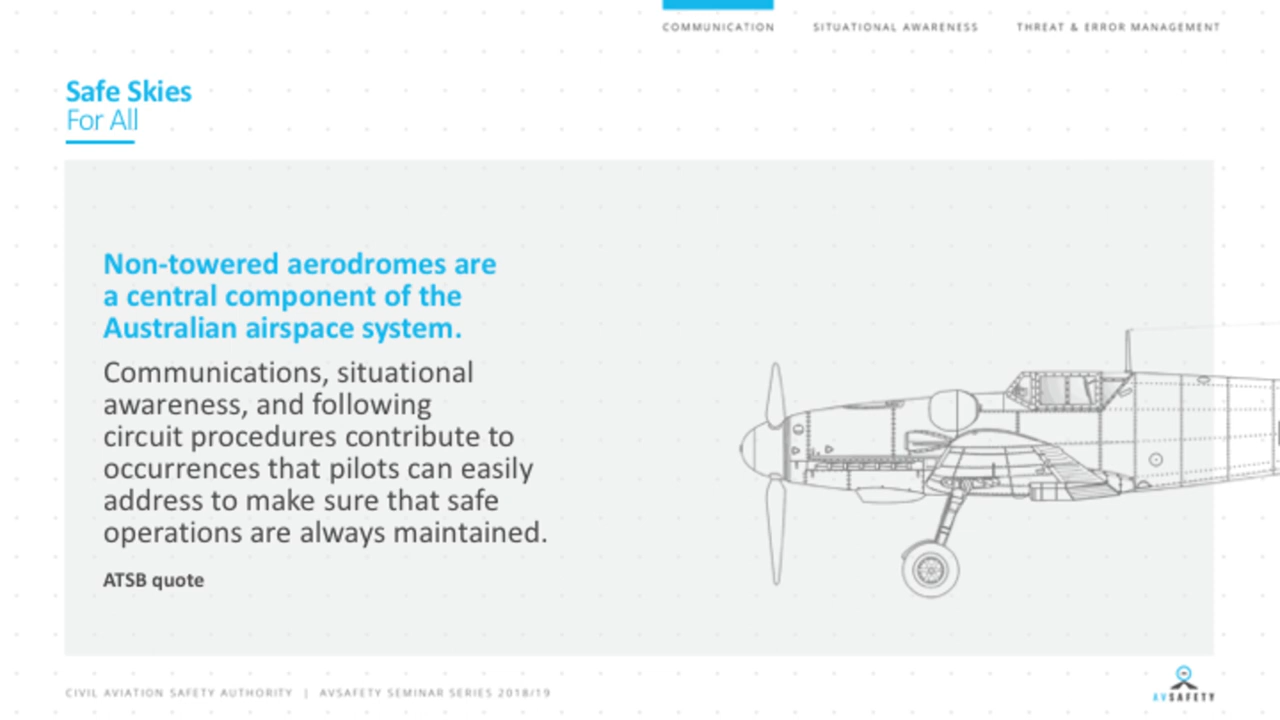 COMMUNICATION SITUATIONAL AWARENESS THREAT & ERROR MANAGEMENT
Safe Skies
For All
Non-towered aerodromes are
a central component of the
Australian airspace system.
Communications, situational
awareness, and following
circuit procedures contribute to
occurrences that pilots can easily
address to make sure that safe
operations are always maintained.
ATSB quote
CIVIL AVIATION SAFETY AUTHORITY | AVSAFETY SEMINAR SERIES 2018/19
AVSAFETY